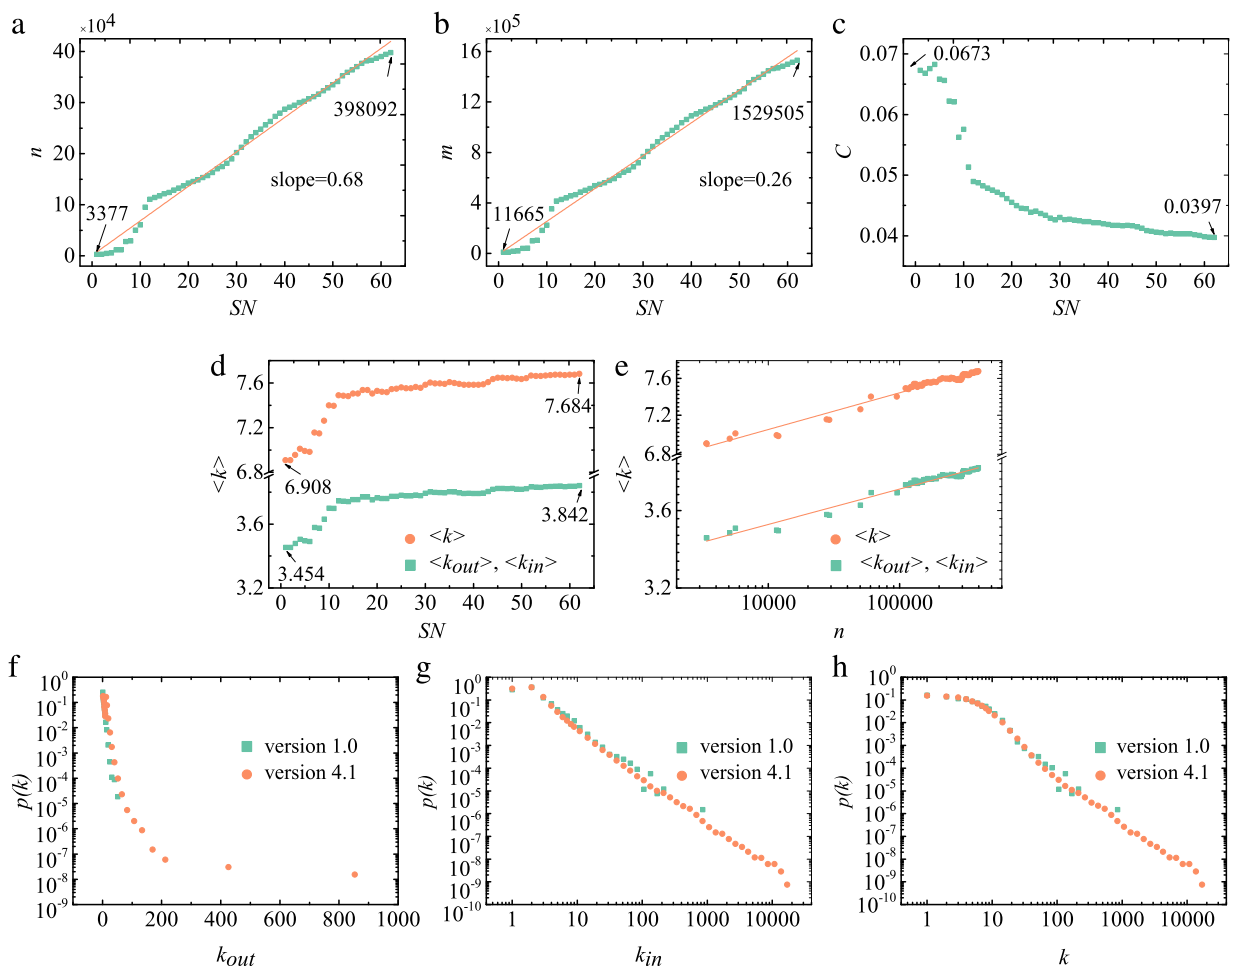 a
×10⁴
40
30
20
10
0
n
3377
398092
slope=0.68
0 10 20 30 40 50 60
SN
b
×10⁵
16
12
8
4
0
m
11665
1529505
slope=0.26
0 10 20 30 40 50 60
SN
c
0.07
0.06
0.05
0.04
C
0.0673
0.0397
0 10 20 30 40 50 60
SN
d
7.6
7.2
6.8
3.6
3.2
<k>
6.908
7.684
3.454
3.842
<k>
<kout>, <kin>
0 10 20 30 40 50 60
SN
e
7.6
7.2
6.8
3.6
3.2
<k>
<k>
<kout>, <kin>
10000 100000
n
f
10⁰
10⁻¹
10⁻²
10⁻³
10⁻⁴
10⁻⁵
10⁻⁶
10⁻⁷
10⁻⁸
10⁻⁹
p(k)
version 1.0
version 4.1
0 200 400 600 800 1000
kout
g
10⁰
10⁻¹
10⁻²
10⁻³
10⁻⁴
10⁻⁵
10⁻⁶
10⁻⁷
10⁻⁸
10⁻⁹
10⁻¹⁰
p(k)
version 1.0
version 4.1
1 10 100 1000 10000
kin
h
10⁰
10⁻¹
10⁻²
10⁻³
10⁻⁴
10⁻⁵
10⁻⁶
10⁻⁷
10⁻⁸
10⁻⁹
10⁻¹⁰
p(k)
version 1.0
version 4.1
1 10 100 1000 10000
k